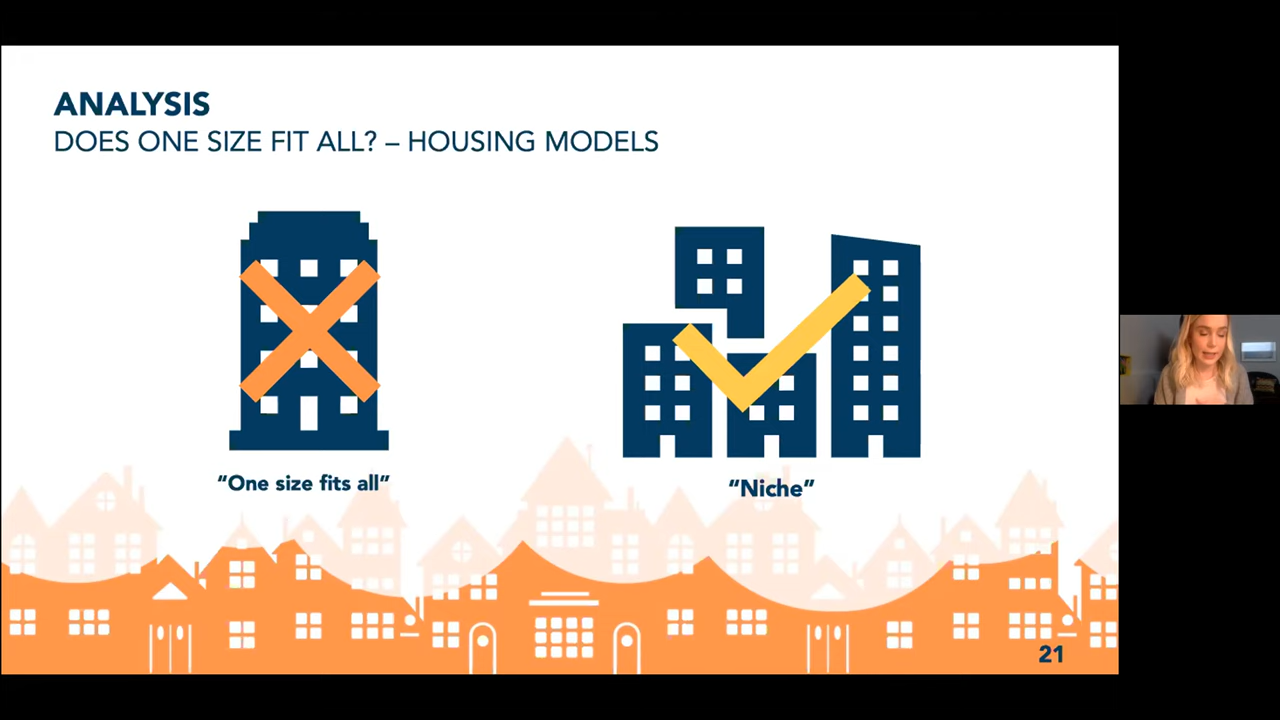 ANALYSIS
DOES ONE SIZE FIT ALL? – HOUSING MODELS
“One size fits all”
“Niche”
21